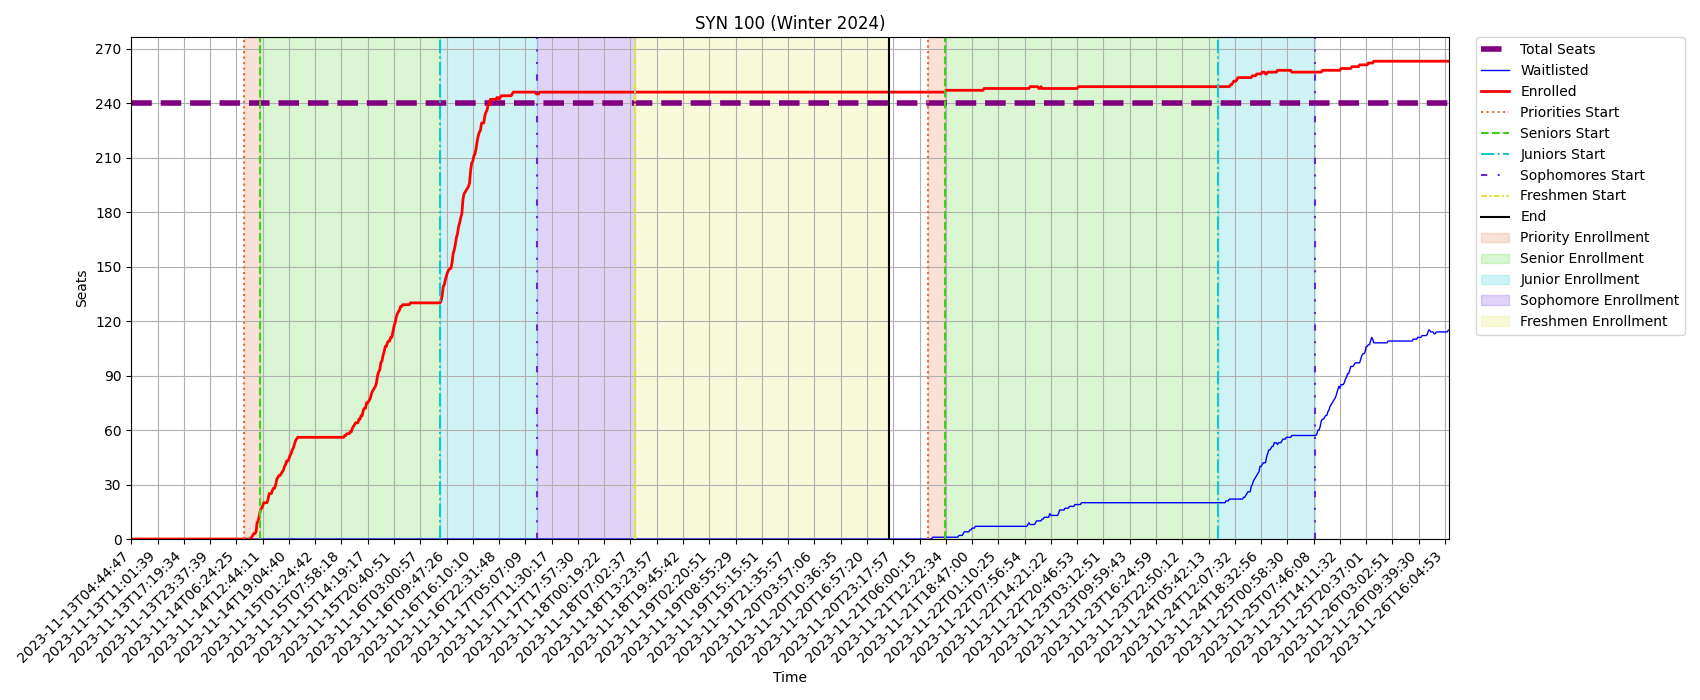 SYN 100 (Winter 2024)
Seats
270
240
210
180
150
120
90
60
30
0
2023-11-13T04:44:47
2023-11-13T11:01:39
2023-11-13T17:19:34
2023-11-13T23:37:39
2023-11-14T06:24:25
2023-11-14T12:44:11
2023-11-14T19:04:40
2023-11-15T01:24:42
2023-11-15T07:58:18
2023-11-15T14:19:17
2023-11-15T20:40:51
2023-11-16T03:00:57
2023-11-16T09:47:26
2023-11-16T16:10:10
2023-11-16T22:31:48
2023-11-17T05:07:09
2023-11-17T11:30:17
2023-11-17T17:57:30
2023-11-18T00:19:22
2023-11-18T07:02:37
2023-11-18T13:23:57
2023-11-18T19:45:42
2023-11-19T02:20:51
2023-11-19T08:55:29
2023-11-19T15:15:51
2023-11-19T21:35:57
2023-11-20T03:57:06
2023-11-20T10:36:35
2023-11-20T16:57:20
2023-11-20T23:17:57
2023-11-21T06:00:15
2023-11-21T12:22:34
2023-11-21T18:47:00
2023-11-22T01:10:25
2023-11-22T07:56:54
2023-11-22T14:21:22
2023-11-22T20:46:53
2023-11-23T03:12:51
2023-11-23T09:59:43
2023-11-23T16:24:59
2023-11-23T22:50:12
2023-11-24T05:42:13
2023-11-24T12:07:32
2023-11-24T18:32:56
2023-11-25T00:58:30
2023-11-25T07:46:08
2023-11-25T14:11:32
2023-11-25T20:37:01
2023-11-26T03:02:51
2023-11-26T09:39:30
2023-11-26T16:04:53
Time
Total Seats
Waitlisted
Enrolled
Priorities Start
Seniors Start
Juniors Start
Sophomores Start
Freshmen Start
End
Priority Enrollment
Senior Enrollment
Junior Enrollment
Sophomore Enrollment
Freshmen Enrollment